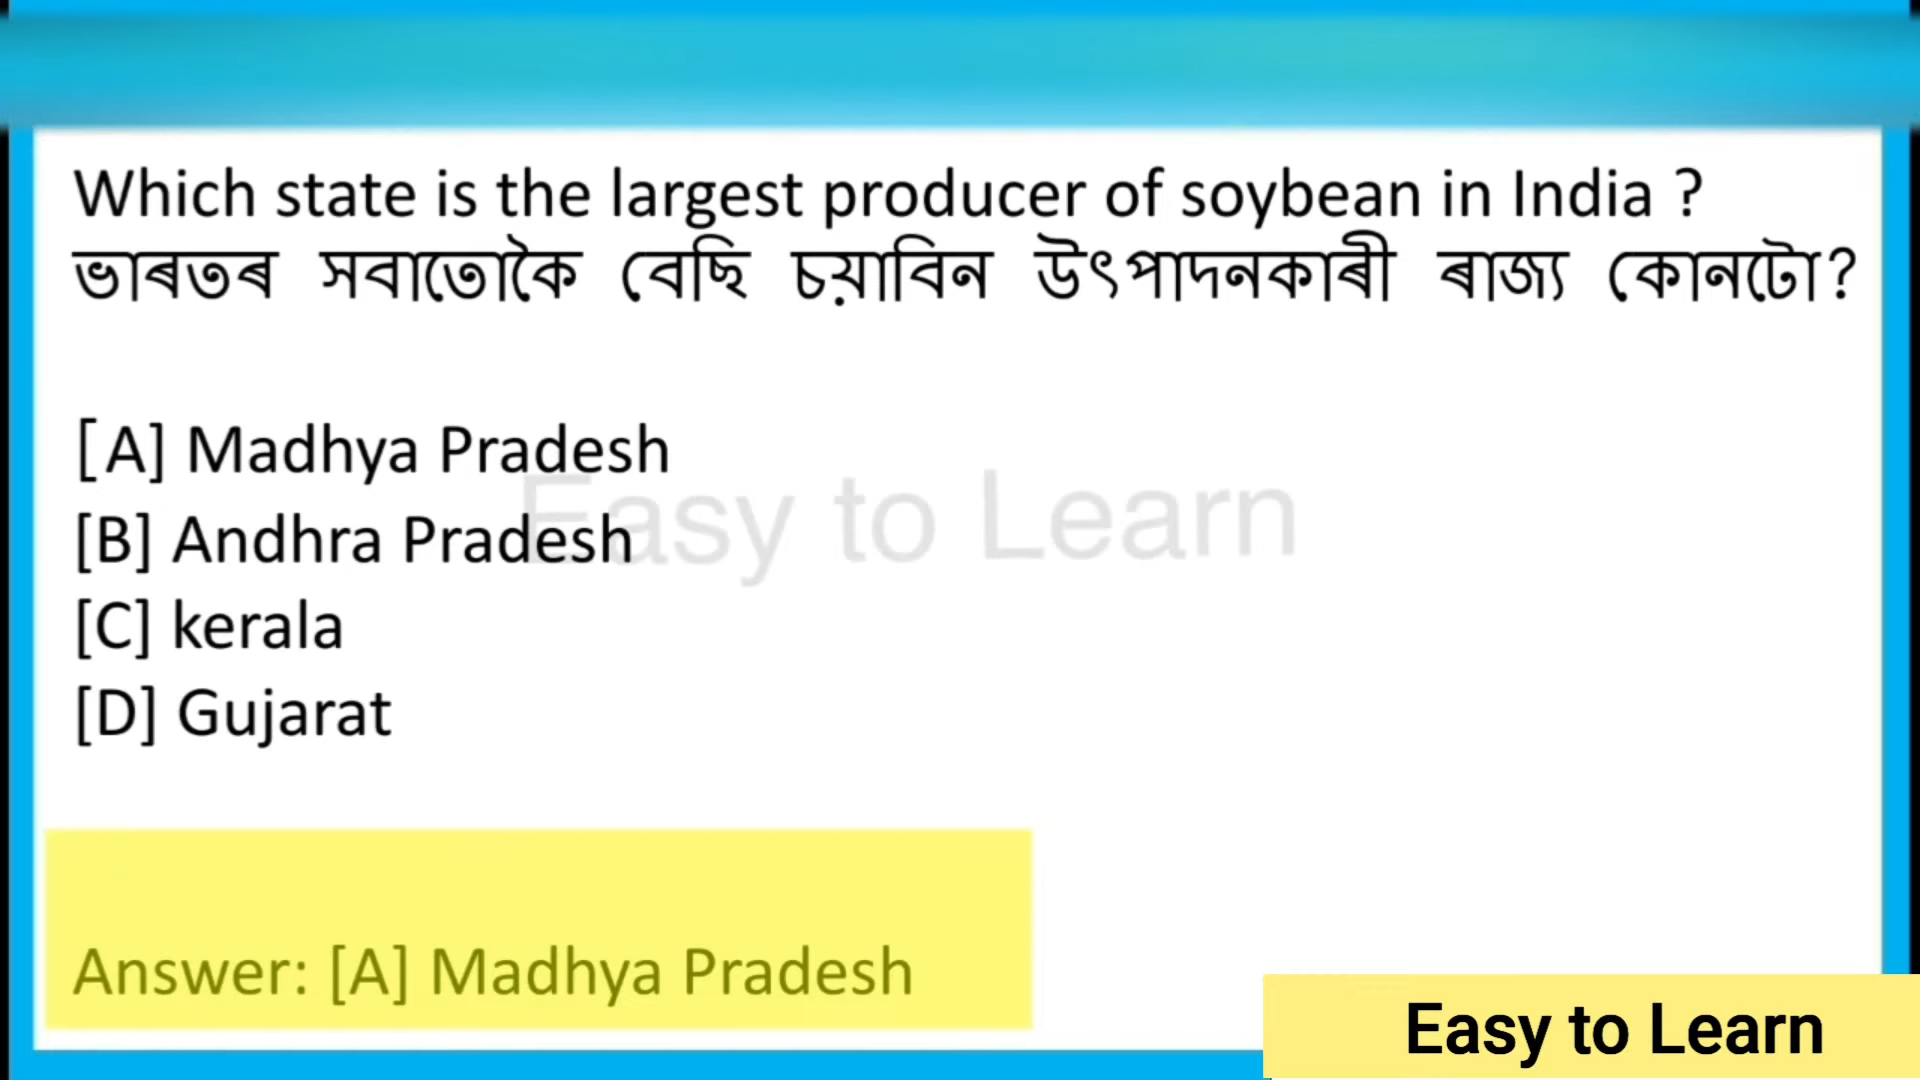 Which state is the largest producer of soybean in India ?
ভাৰতৰ সবাতোকৈ বেছি চয়াবিন উৎপাদনকাৰী ৰাজ্য কোনটো?
[A] Madhya Pradesh
[B] Andhra Pradesh
[C] kerala
[D] Gujarat
Easy to Learn
Answer: [A] Madhya Pradesh
Easy to Learn